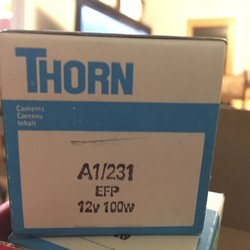 THORN
Contents
Contenu
Inhalt
A1/231
EFP
12v 100w